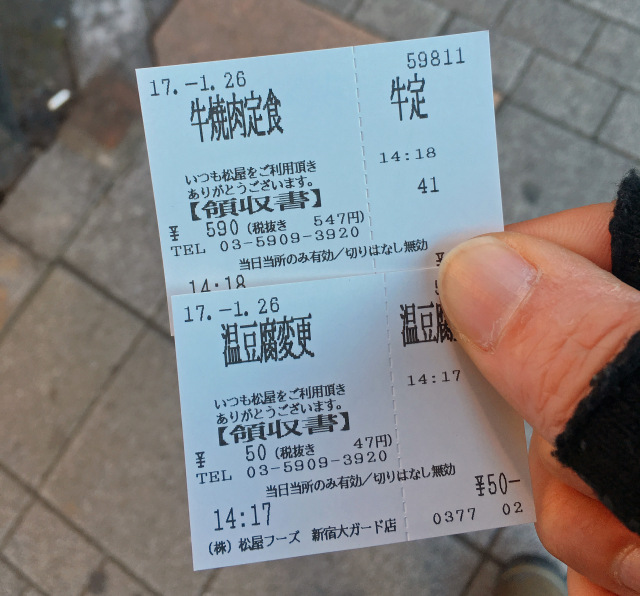 17.-1.26
牛焼肉定食
いつも松屋をご利用頂き
ありがとうございます。
【領収書】
¥ 590 (税抜き 547円)
TEL 03-5909-3920
当日当所のみ有効／切りはなし無効
14:18
59811
牛定
14:18
41
¥
17.-1.26
温豆腐変更
いつも松屋をご利用頂き
ありがとうございます。
【領収書】
¥ 50 (税抜き 47円)
TEL 03-5909-3920
当日当所のみ有効／切りはなし無効
14:17
(株) 松屋フーズ 新宿大ガード店
温豆腐
14:17
¥50-
0377 02